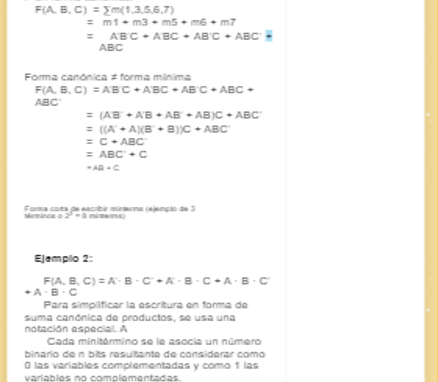 F(A, B, C) = ∑m(1,3,5,6,7)
= m1 + m3 + m5 + m6 + m7
= A'B'C + A'BC + AB'C + ABC' +
ABC
Forma canónica ≠ forma mínima
F(A, B, C) = A'B'C + A'BC + AB'C + ABC +
ABC'
= (A'B' + A'B + AB' + AB)C + ABC'
= ((A' + A)(B' + B))C + ABC'
= C + ABC'
= ABC' + C
= AB + C
Forma corta de escribir minterms (ejemplo de 3
términos o 2³ = 8 minterms)
Ejemplo 2:
F(A, B, C) = A'· B · C' + A'· B · C + A · B · C'
+ A · B · C
Para simplificar la escritura en forma de
suma canónica de productos, se usa una
notación especial. A
Cada minitérmino se le asocia un número
binario de n bits resultante de considerar como
0 las variables complementadas y como 1 las
variables no complementadas.